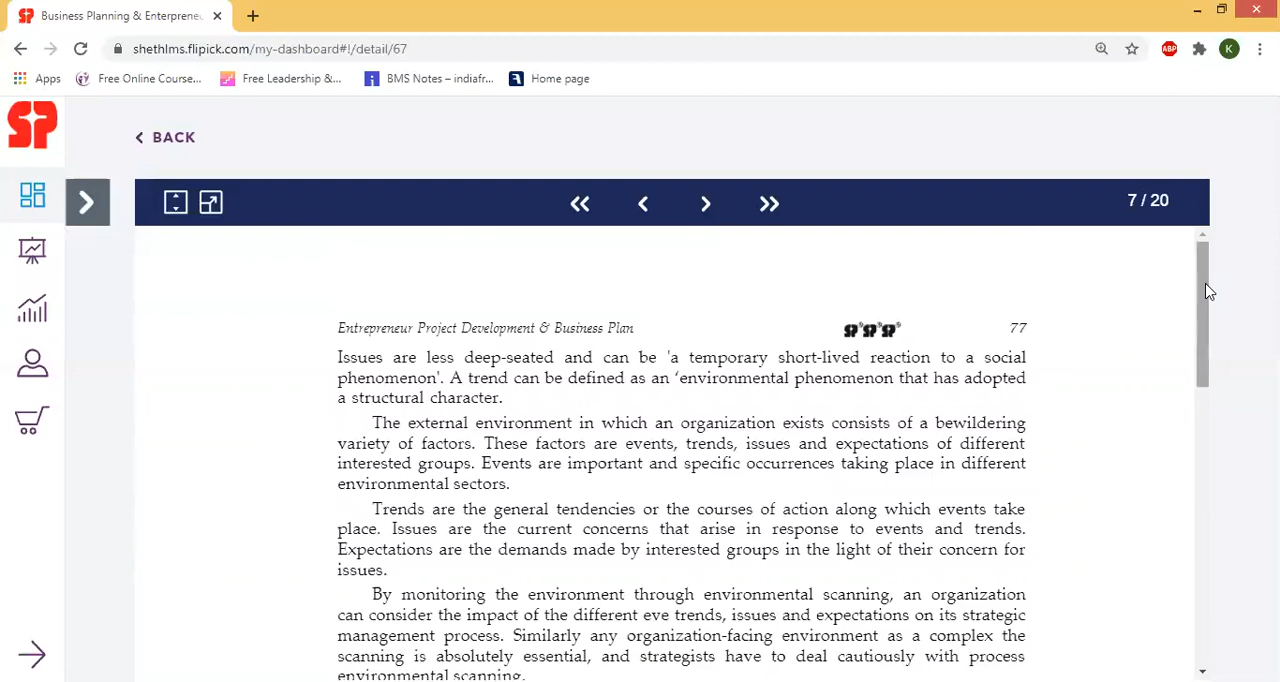 Business Planning & Enterpren
shethlms.flipick.com/my-dashboard#!/detail/67
ABP
K
Apps
Free Online Course...
Free Leadership &...
BMS Notes – indiafr...
Home page
SP
BACK
7 / 20
Entrepreneur Project Development & Business Plan
77
Issues are less deep-seated and can be 'a temporary short-lived reaction to a social
phenomenon'. A trend can be defined as an ‘environmental phenomenon that has adopted
a structural character.
The external environment in which an organization exists consists of a bewildering
variety of factors. These factors are events, trends, issues and expectations of different
interested groups. Events are important and specific occurrences taking place in different
environmental sectors.
Trends are the general tendencies or the courses of action along which events take
place. Issues are the current concerns that arise in response to events and trends.
Expectations are the demands made by interested groups in the light of their concern for
issues.
By monitoring the environment through environmental scanning, an organization
can consider the impact of the different eve trends, issues and expectations on its strategic
management process. Similarly any organization-facing environment as a complex the
scanning is absolutely essential, and strategists have to deal cautiously with process
environmental scanning.